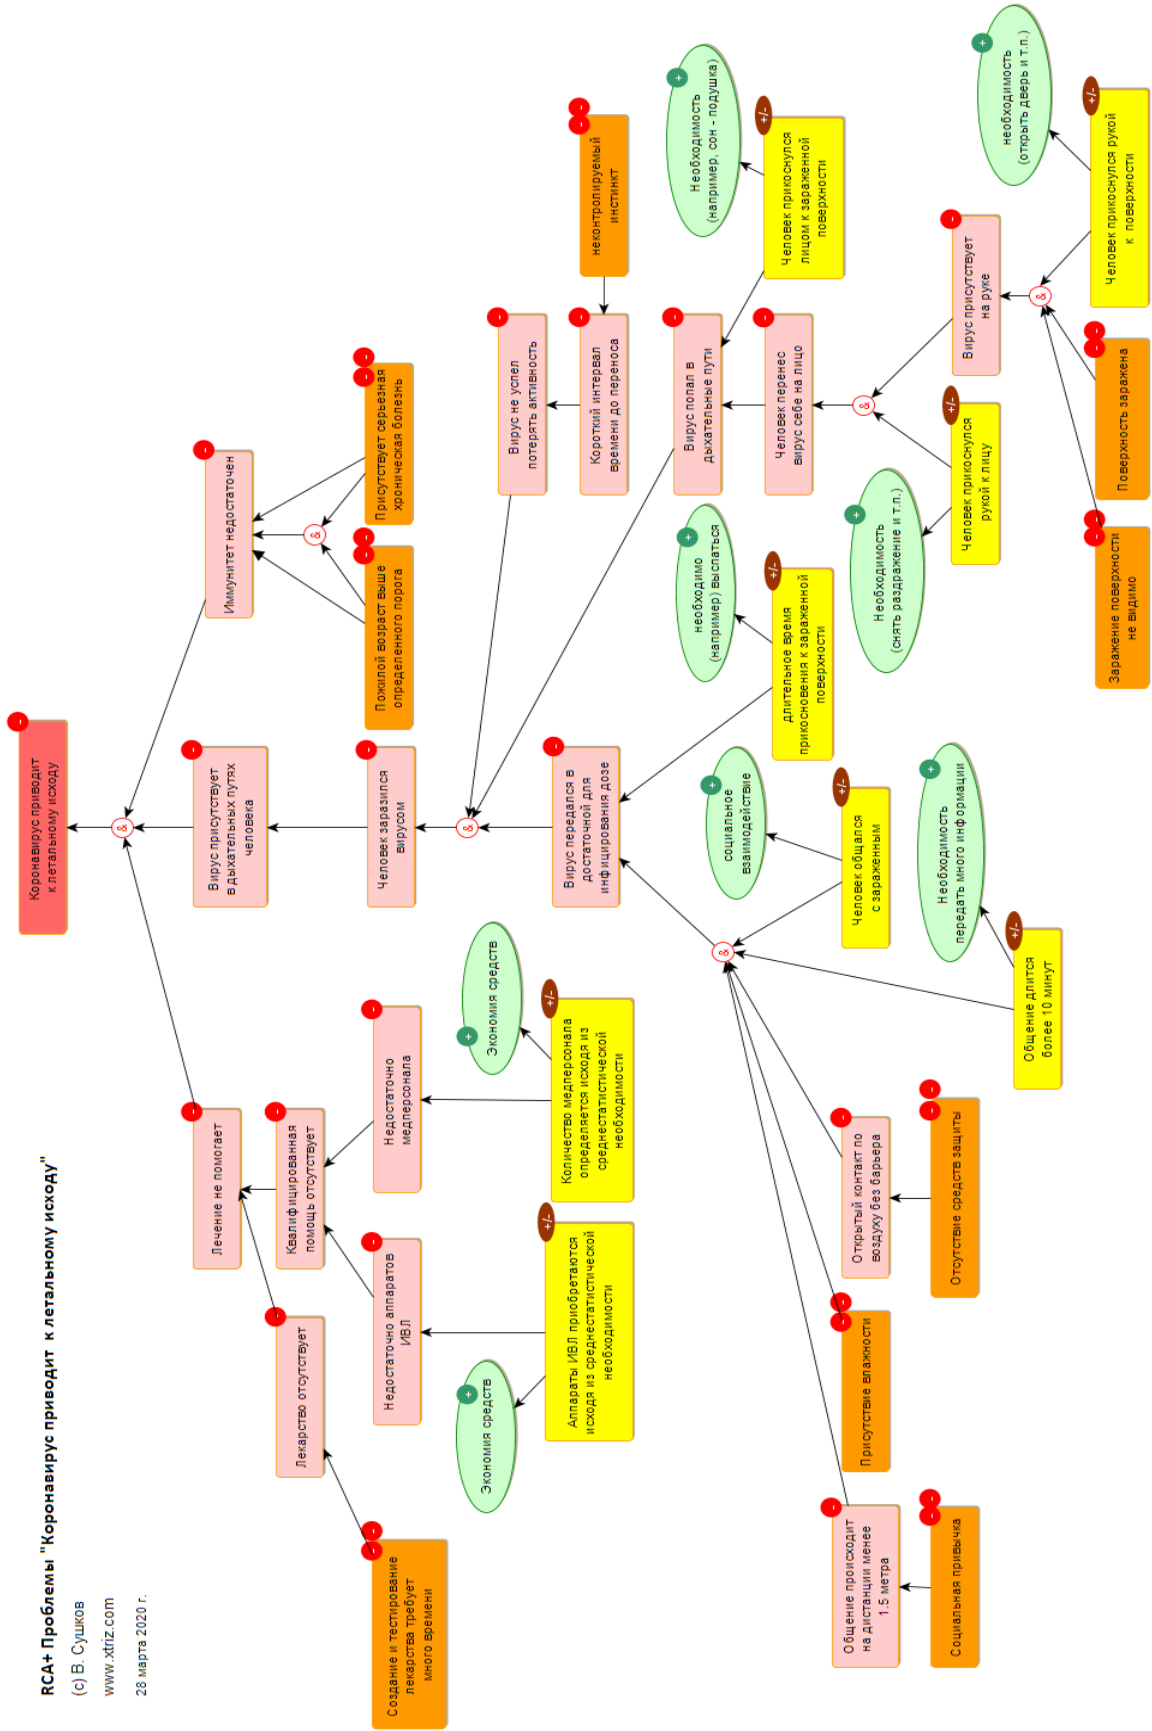 RCA+ Проблемы "Коронавирус приводит к летальному исходу"
(c) В. Сушков
www.xtriz.com
28 марта 2020 г.
Коронавирус приводит
к летальному исходу
-
&
Лечение не помогает
-
Вирус присутствует
в дыхательных путях
человека
-
Иммунитет недостаточен
-
Лекарство отсутствует
Квалифицированная
помощь отсутствует
-
Человек заразился
вирусом
-
&
Пожилой возраст выше
определенного порога
- -
Присутствует серьезная
хроническая болезнь
- -
Создание и тестирование
лекарства требует
много времени
- -
Недостаточно аппаратов
ИВЛ
-
Недостаточно
медперсонала
-
&
Вирус не успел
потерять активность
-
Экономия средств
+
Экономия средств
+
Аппараты ИВЛ приобретаются
исходя из среднестатистической
необходимости
+/-
Количество медперсонала
определяется исходя из
среднестатистической
необходимости
+/-
Вирус передался в
достаточной для
инфицирования дозе
-
Короткий интервал
времени до переноса
-
неконтролируемый
инстинкт
- -
необходимо
(например) выспаться
+
Вирус попал в
дыхательные пути
-
Необходимость
(например, сон - подушка)
+
&
социальное
взаимодействие
+
длительное время
прикосновения к зараженной
поверхности
+/-
Человек перенес
вирус себе на лицо
-
Человек прикоснулся
лицом к зараженной
поверхности
+/-
Общение происходит
на дистанции менее
1.5 метра
-
Присутствие влажности
- -
Открытый контакт по
воздуху без барьера
-
Человек общался
с зараженным
+/-
Необходимость
(снять раздражение и т.п.)
+
&
Социальная привычка
- -
Отсутствие средств защиты
- -
Необходимость
передать много информации
+
Человек прикоснулся
рукой к лицу
+/-
Вирус присутствует
на руке
-
необходимость
(открыть дверь и т.п.)
+
Общение длится
более 10 минут
+/-
&
Заражение поверхности
не видимо
- -
Поверхность заражена
- -
Человек прикоснулся рукой
к поверхности
+/-